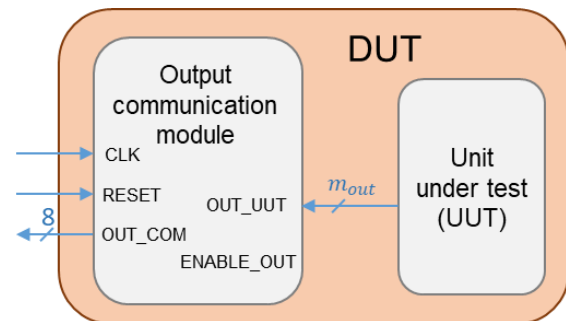 DUT
Output
communication
module
CLK
RESET
8
OUT_COM
OUT_UUT
ENABLE_OUT
m_out
Unit
under test
(UUT)